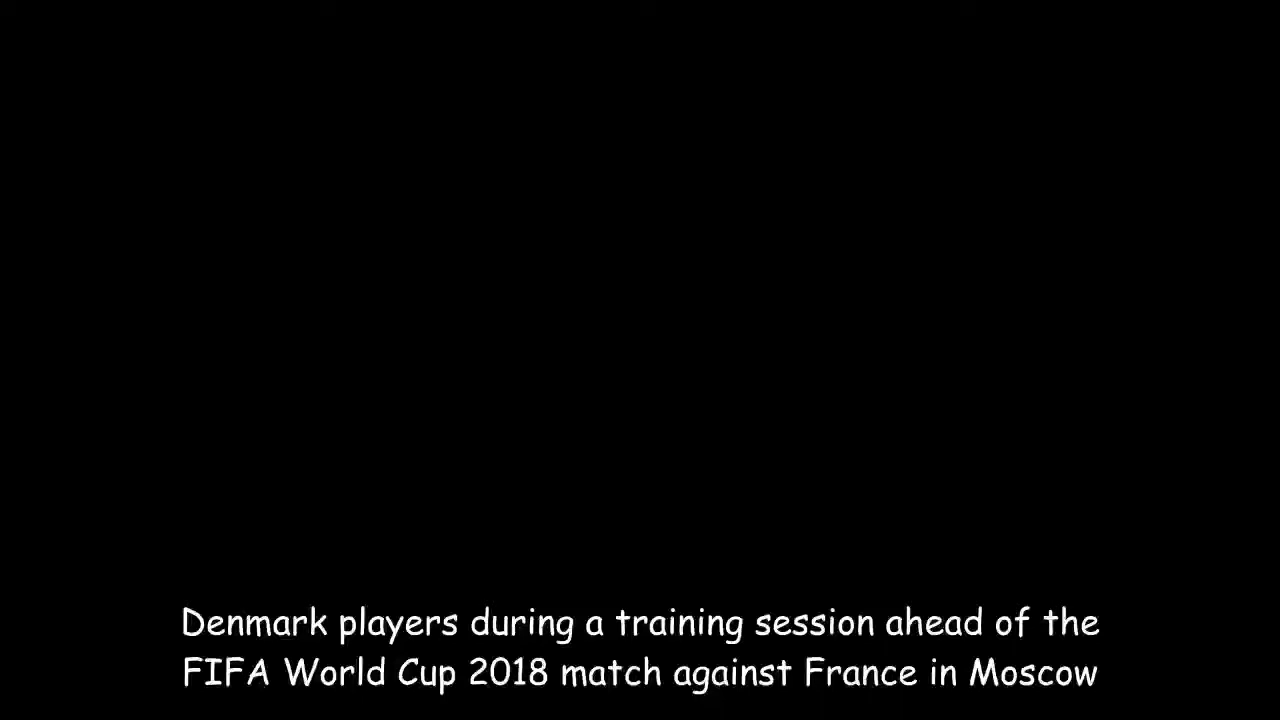 Denmark players during a training session ahead of the
FIFA World Cup 2018 match against France in Moscow